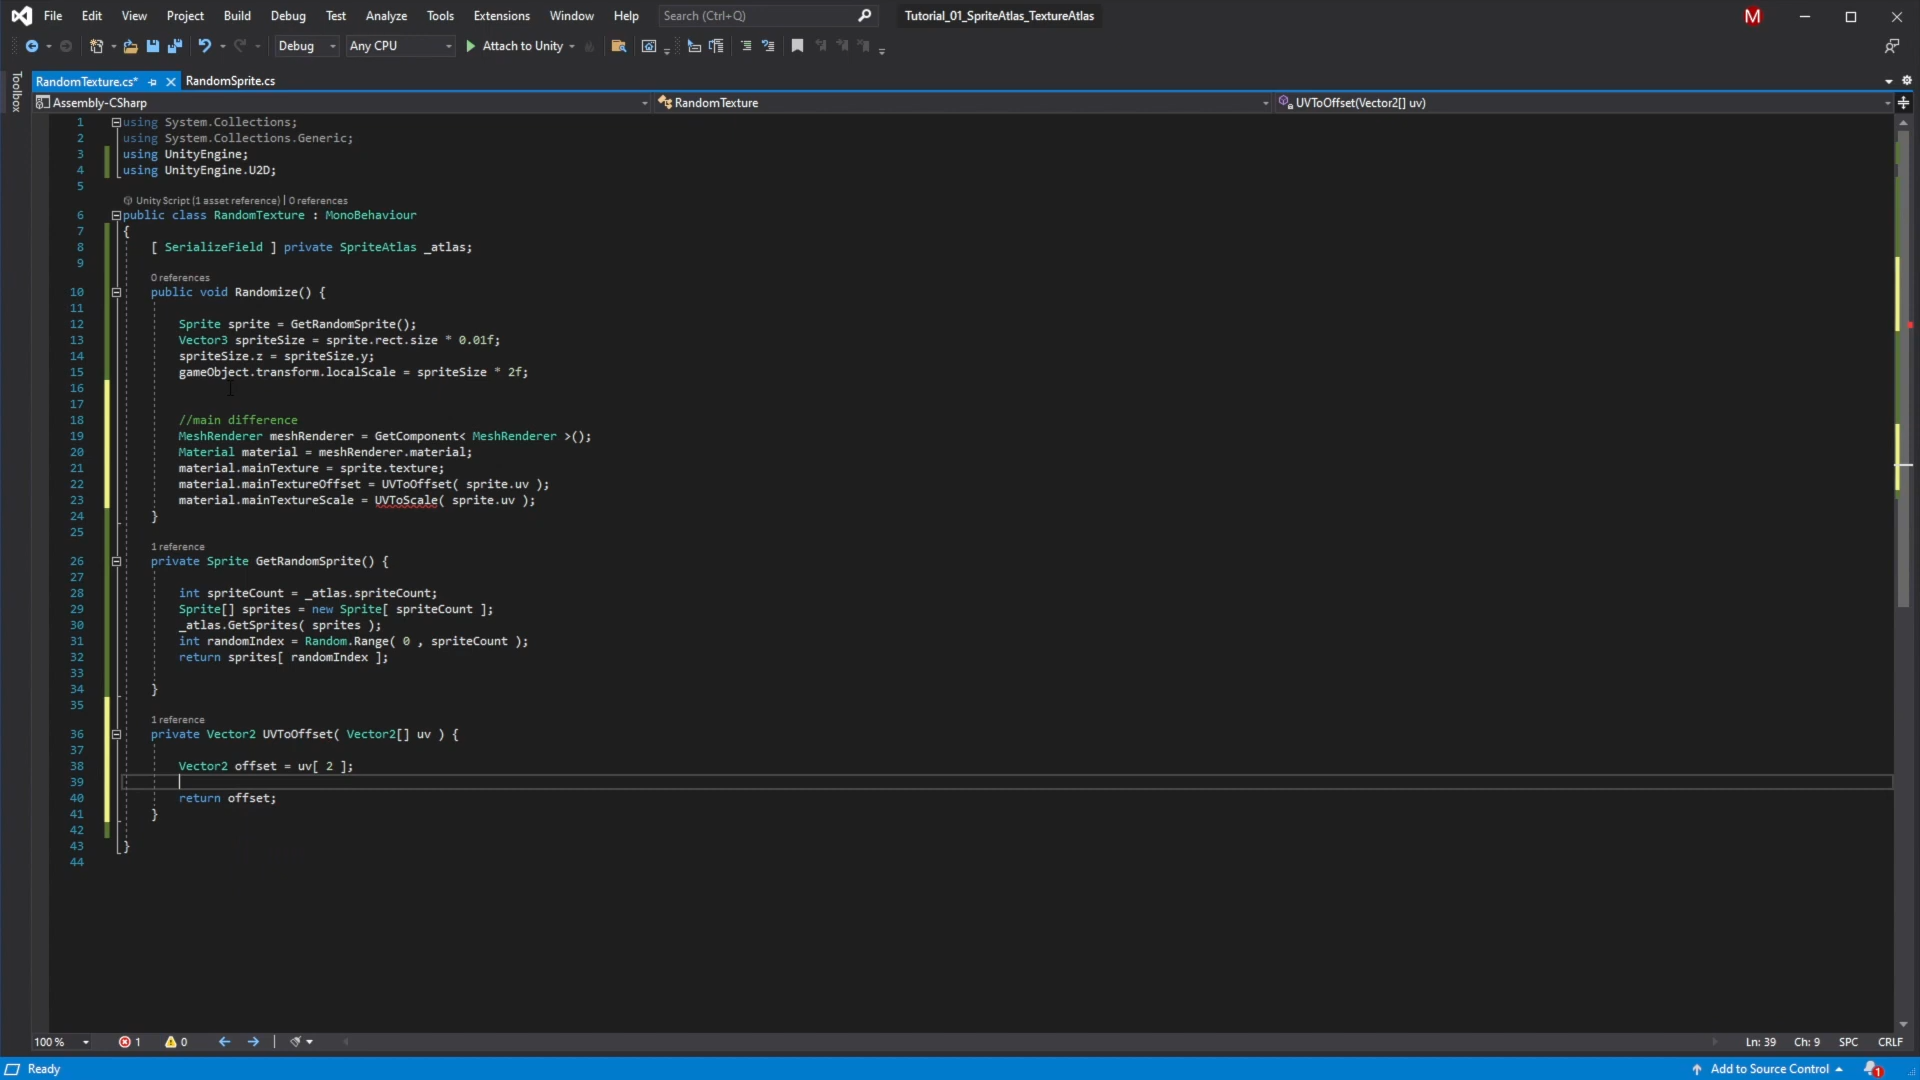 File Edit View Project Build Debug Test Analyze Tools Extensions Window Help Search (Ctrl+Q) Tutorial_01_SpriteAtlas_TextureAtlas M
Debug Any CPU Attach to Unity
Toolbox
RandomTexture.cs* RandomSprite.cs
Assembly-CSharp RandomTexture UVToOffset(Vector2[] uv)
1 using System.Collections;
2 using System.Collections.Generic;
3 using UnityEngine;
4 using UnityEngine.U2D;
5
Unity Script (1 asset reference) | 0 references
6 public class RandomTexture : MonoBehaviour
7 {
8 [ SerializeField ] private SpriteAtlas _atlas;
9
0 references
10 public void Randomize() {
11
12 Sprite sprite = GetRandomSprite();
13 Vector3 spriteSize = sprite.rect.size * 0.01f;
14 spriteSize.z = spriteSize.y;
15 gameObject.transform.localScale = spriteSize * 2f;
16
17
18 //main difference
19 MeshRenderer meshRenderer = GetComponent< MeshRenderer >();
20 Material material = meshRenderer.material;
21 material.mainTexture = sprite.texture;
22 material.mainTextureOffset = UVToOffset( sprite.uv );
23 material.mainTextureScale = UVToScale( sprite.uv );
24 }
25
1 reference
26 private Sprite GetRandomSprite() {
27
28 int spriteCount = _atlas.spriteCount;
29 Sprite[] sprites = new Sprite[ spriteCount ];
30 _atlas.GetSprites( sprites );
31 int randomIndex = Random.Range( 0 , spriteCount );
32 return sprites[ randomIndex ];
33
34 }
35
1 reference
36 private Vector2 UVToOffset( Vector2[] uv ) {
37
38 Vector2 offset = uv[ 2 ];
39
40 return offset;
41 }
42
43 }
44
100 % 1 0 Ln: 39 Ch: 9 SPC CRLF
Ready Add to Source Control 1